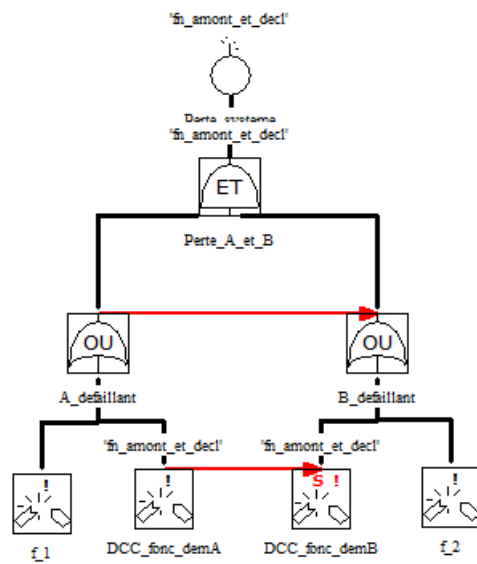 'fn_amont_et_decl'
Perte_systeme
'fn_amont_et_decl'
ET
Perte_A_et_B
OU OU
A_defaillant B_defaillant
'fn_amont_et_decl' 'fn_amont_et_decl'
! ! S ! !
f_1 DCC_fonc_demA DCC_fonc_demB f_2